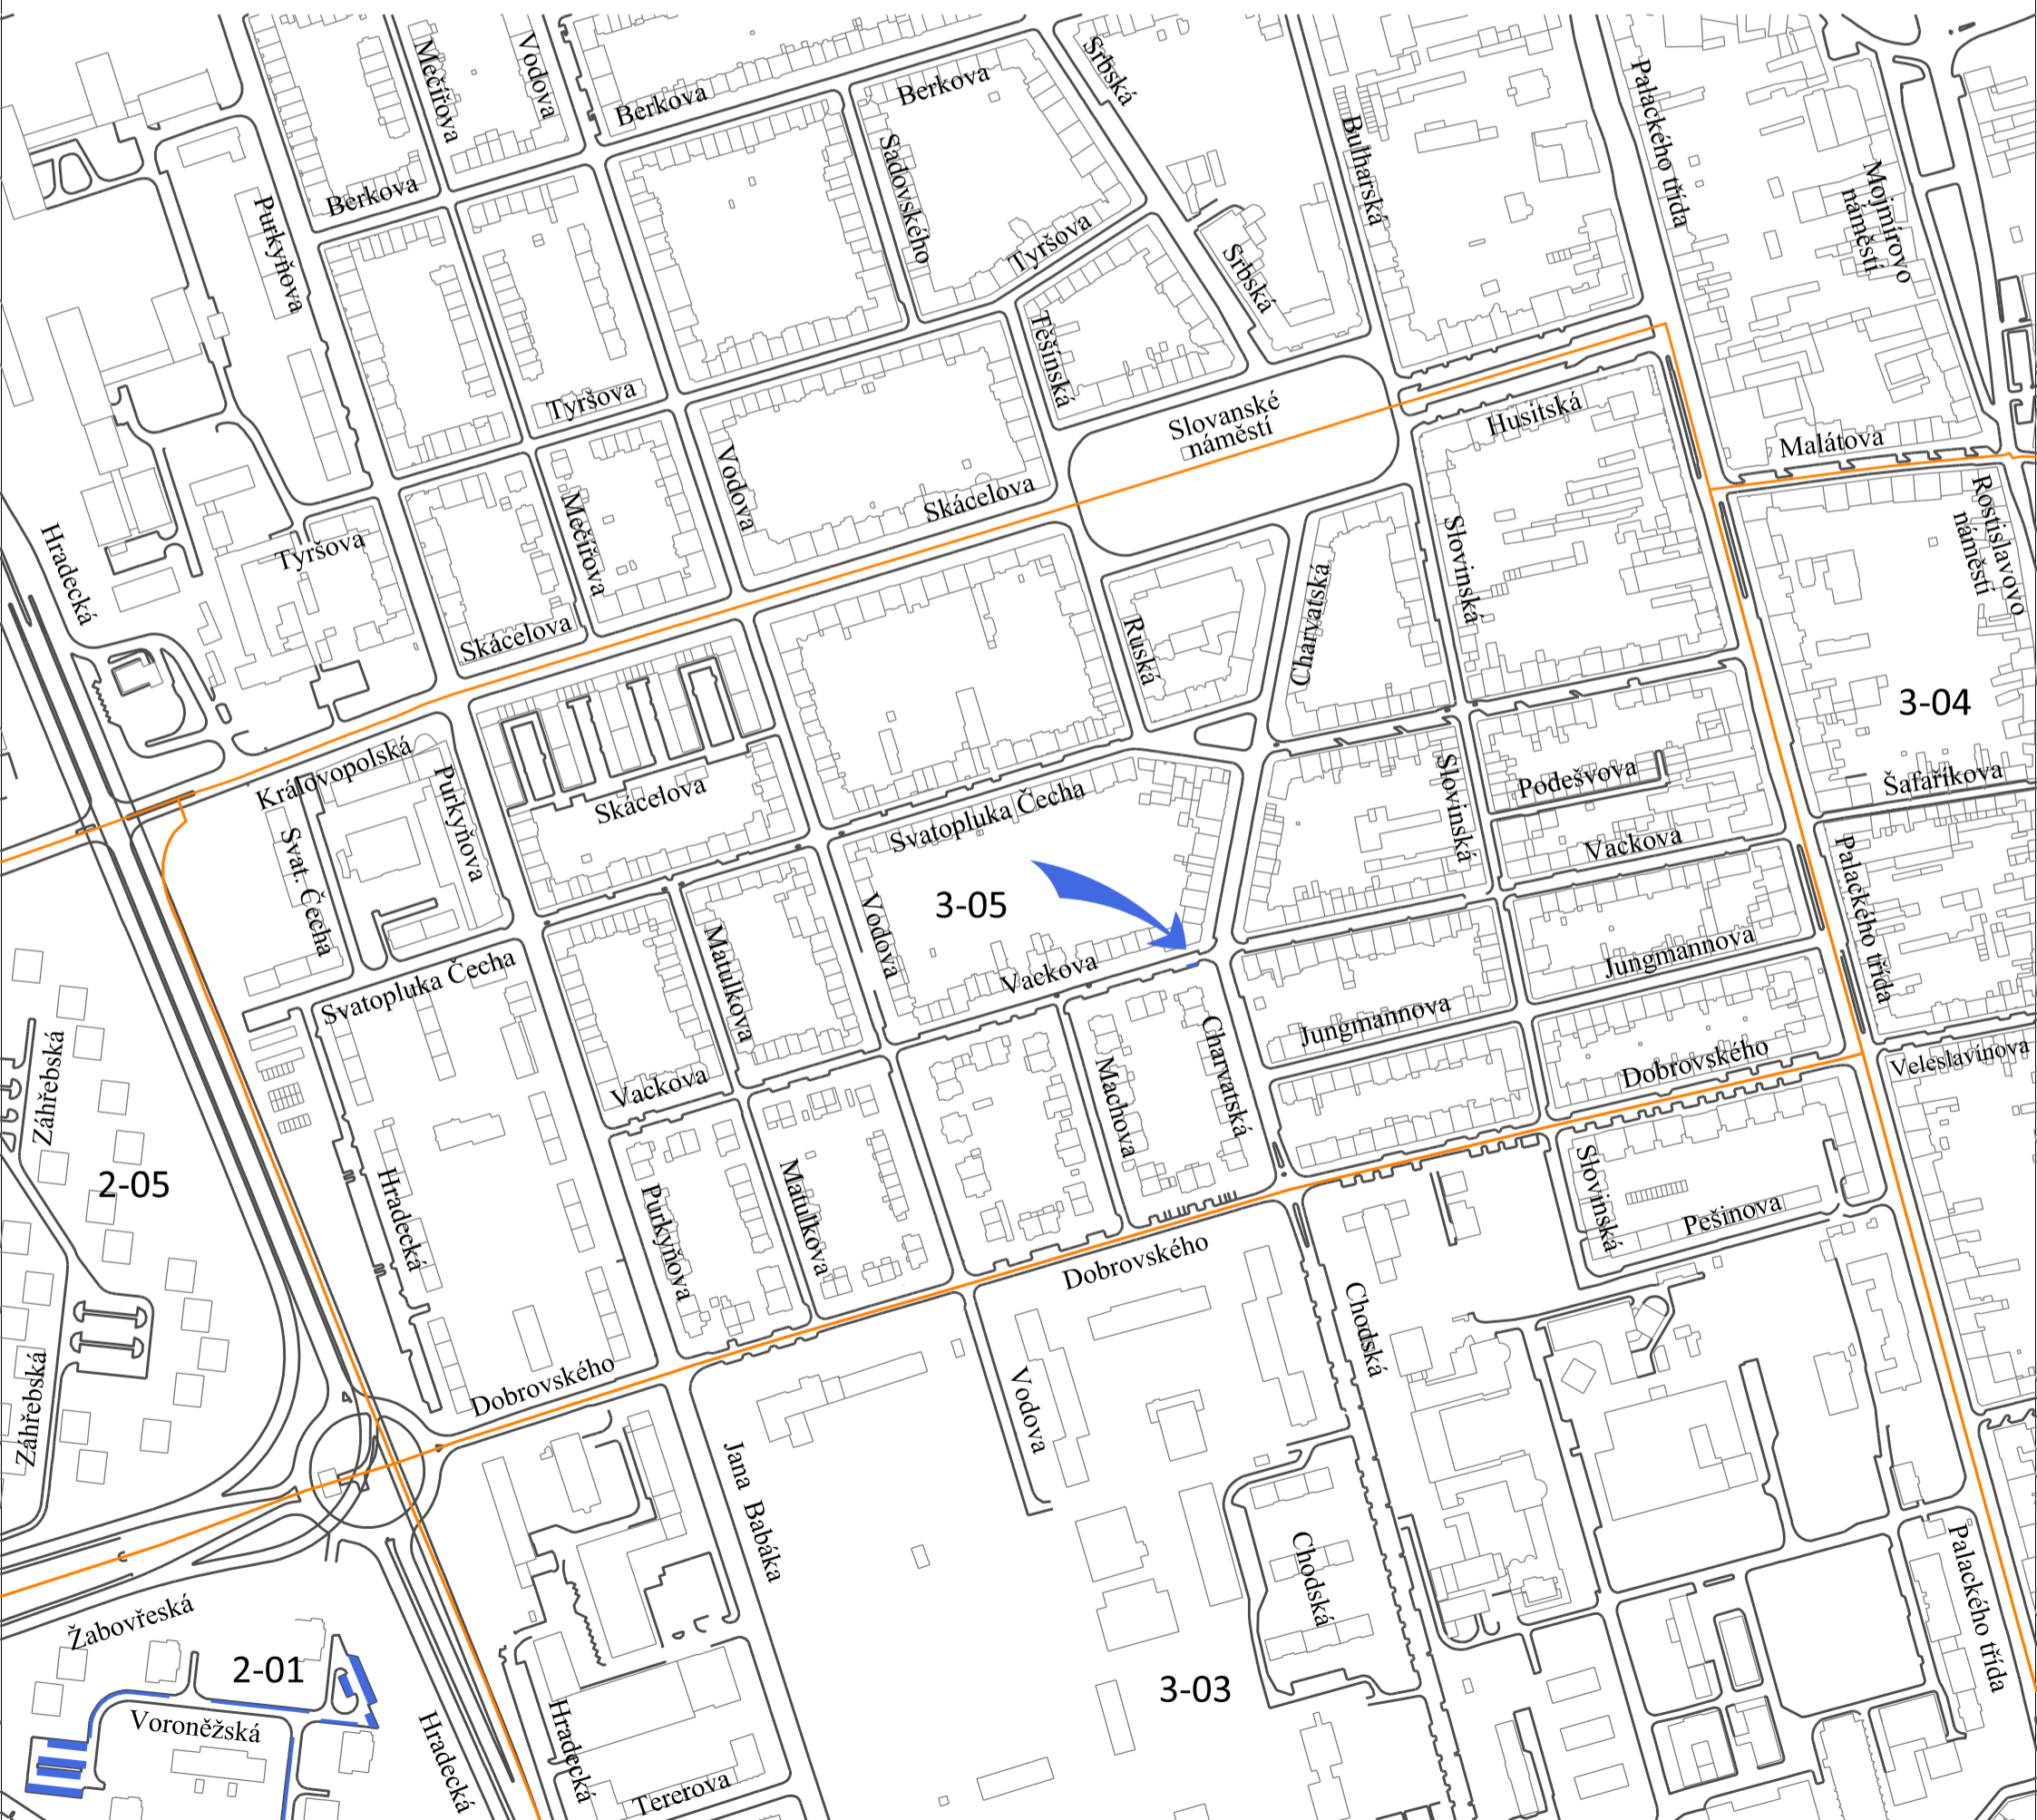 Mečířova
Vodova
Srbská
Berkova
Berkova
Palackého třída
Bulharská
Sadovského
Berkova
Purkyňova
Mojmírovo
náměstí
Tyršova
Srbská
Těšínská
Tyršova
Slovanské
náměstí
Husitská
Malátova
Vodova
Skácelova
Mečířova
Rostislavovo
náměstí
Hradecká
Tyršova
Slovinská
Charvatská
Skácelova
Ruská
3-04
Královopolská
Purkyňova
Skácelova
Svatopluka Čecha
Slovinská
Podešvova
Šafaříkova
Vackova
Svat. Čecha
3-05
Vodova
Palackého třída
Matulkova
Svatopluka Čecha
Vackova
Jungmannova
Jungmannova
Charvatská
Machova
Vackova
Dobrovského
Veleslavínova
Záhřebská
2-05
Hradecká
Purkyňova
Matulkova
Slovinská
Pešinova
Dobrovského
Chodská
Záhřebská
Dobrovského
Vodova
Jana Babáka
Chodská
Palackého třída
Žabovřeská
2-01
3-03
Voroněžská
Hradecká
Hradecká
Tererova